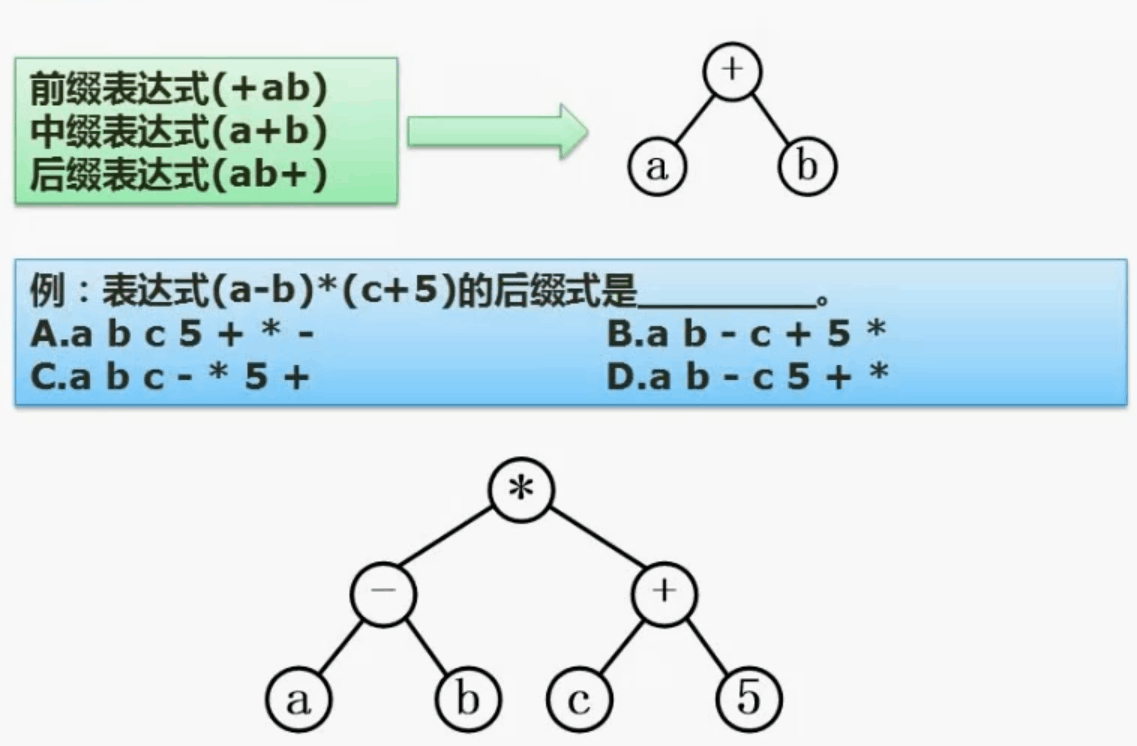 前缀表达式(+ab)
中缀表达式(a+b)
后缀表达式(ab+)
+
a b
例：表达式(a-b)*(c+5)的后缀式是__________。
A.a b c 5 + * - B.a b - c + 5 *
C.a b c - * 5 + D.a b - c 5 + *
*
− +
a b c 5